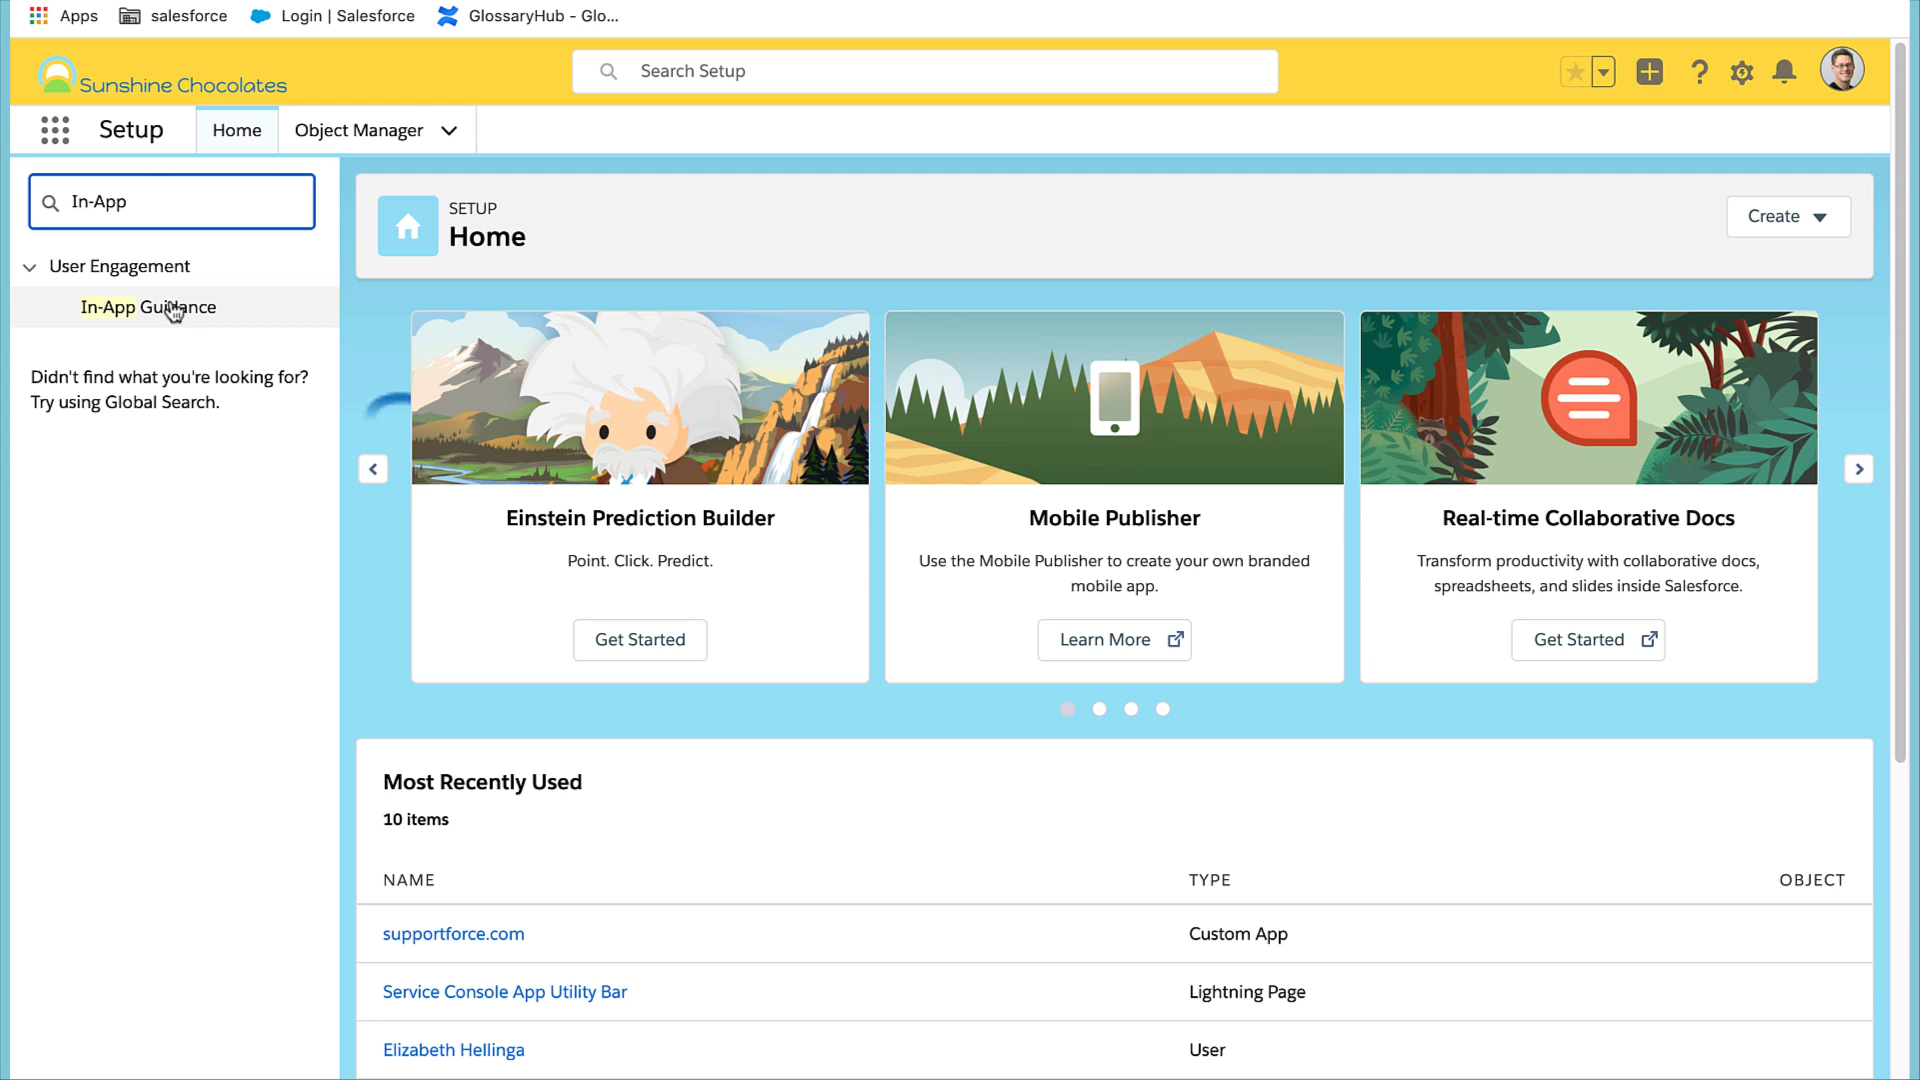 Apps
salesforce
Login | Salesforce
GlossaryHub - Glo...
Sunshine Chocolates
Search Setup
Setup
Home
Object Manager
In-App
User Engagement
In-App Guidance
Didn't find what you're looking for?
Try using Global Search.
SETUP
Home
Create
Einstein Prediction Builder
Point. Click. Predict.
Get Started
Mobile Publisher
Use the Mobile Publisher to create your own branded
mobile app.
Learn More
Real-time Collaborative Docs
Transform productivity with collaborative docs,
spreadsheets, and slides inside Salesforce.
Get Started
Most Recently Used
10 items
NAME TYPE OBJECT
supportforce.com Custom App
Service Console App Utility Bar Lightning Page
Elizabeth Hellinga User